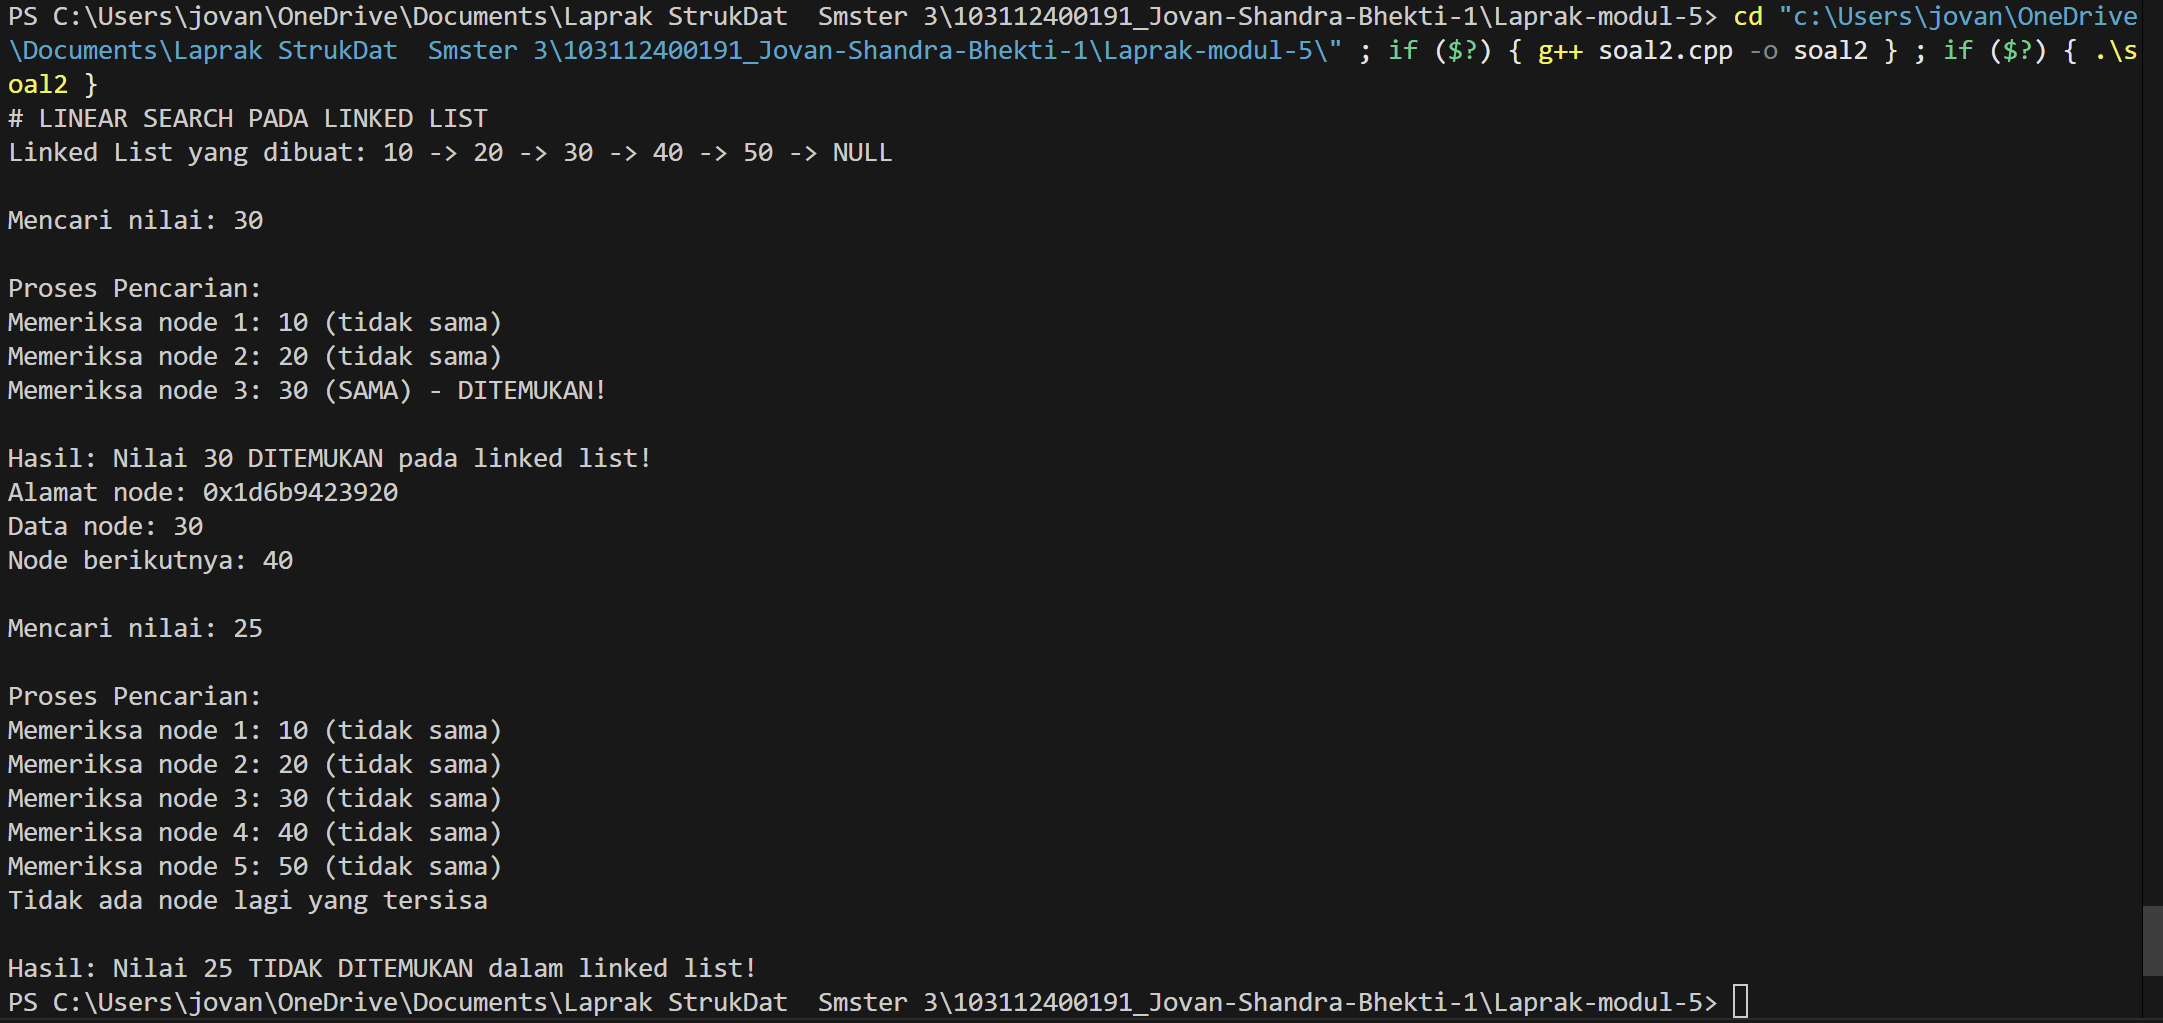 PS C:\Users\jovan\OneDrive\Documents\Laprak StrukDat  Smster 3\103112400191_Jovan-Shandra-Bhekti-1\Laprak-modul-5> cd "c:\Users\jovan\OneDrive
\Documents\Laprak StrukDat  Smster 3\103112400191_Jovan-Shandra-Bhekti-1\Laprak-modul-5\" ; if ($?) { g++ soal2.cpp -o soal2 } ; if ($?) { .\s
oal2 }
# LINEAR SEARCH PADA LINKED LIST
Linked List yang dibuat: 10 -> 20 -> 30 -> 40 -> 50 -> NULL

Mencari nilai: 30

Proses Pencarian:
Memeriksa node 1: 10 (tidak sama)
Memeriksa node 2: 20 (tidak sama)
Memeriksa node 3: 30 (SAMA) - DITEMUKAN!

Hasil: Nilai 30 DITEMUKAN pada linked list!
Alamat node: 0x1d6b9423920
Data node: 30
Node berikutnya: 40

Mencari nilai: 25

Proses Pencarian:
Memeriksa node 1: 10 (tidak sama)
Memeriksa node 2: 20 (tidak sama)
Memeriksa node 3: 30 (tidak sama)
Memeriksa node 4: 40 (tidak sama)
Memeriksa node 5: 50 (tidak sama)
Tidak ada node lagi yang tersisa

Hasil: Nilai 25 TIDAK DITEMUKAN dalam linked list!
PS C:\Users\jovan\OneDrive\Documents\Laprak StrukDat  Smster 3\103112400191_Jovan-Shandra-Bhekti-1\Laprak-modul-5>